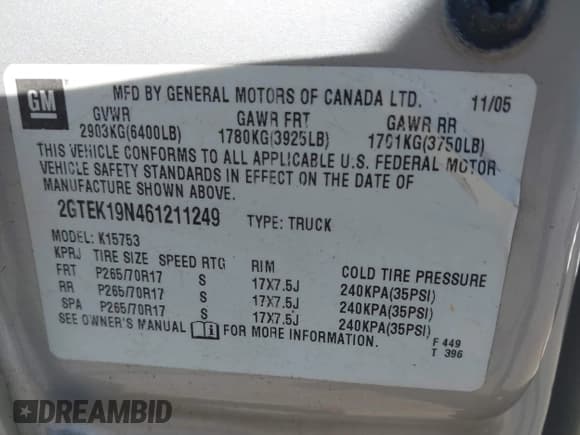 GM
MFD BY GENERAL MOTORS OF CANADA LTD. 11/05
GVWR GAWR FRT GAWR RR
2903KG(6400LB) 1780KG(3925LB) 1701KG(3750LB)
THIS VEHICLE CONFORMS TO ALL APPLICABLE U.S. FEDERAL MOTOR
VEHICLE SAFETY STANDARDS IN EFFECT ON THE DATE OF
MANUFACTURE SHOWN ABOVE.
2GTEK19N461211249 TYPE: TRUCK
MODEL: K15753
KPRJ TIRE SIZE SPEED RTG RIM COLD TIRE PRESSURE
FRT P265/70R17 S 17X7.5J 240KPA(35PSI)
RR P265/70R17 S 17X7.5J 240KPA(35PSI)
SPA P265/70R17 S 17X7.5J 240KPA(35PSI)
SEE OWNER'S MANUAL FOR MORE INFORMATION. F 449
T 396
DREAMBID